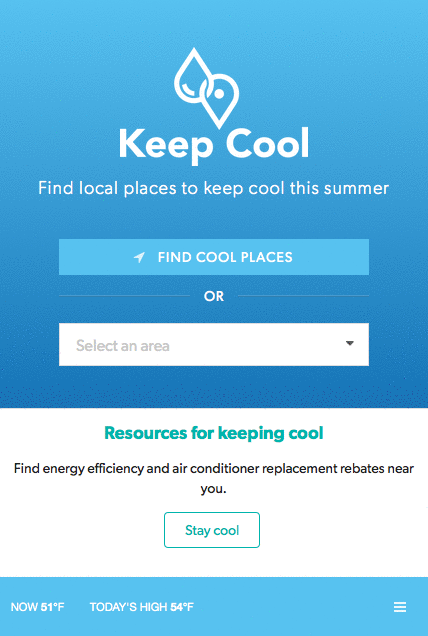 Keep Cool
Find local places to keep cool this summer
FIND COOL PLACES
OR
Select an area
Resources for keeping cool
Find energy efficiency and air conditioner replacement rebates near
you.
Stay cool
NOW 51°F TODAY'S HIGH 54°F